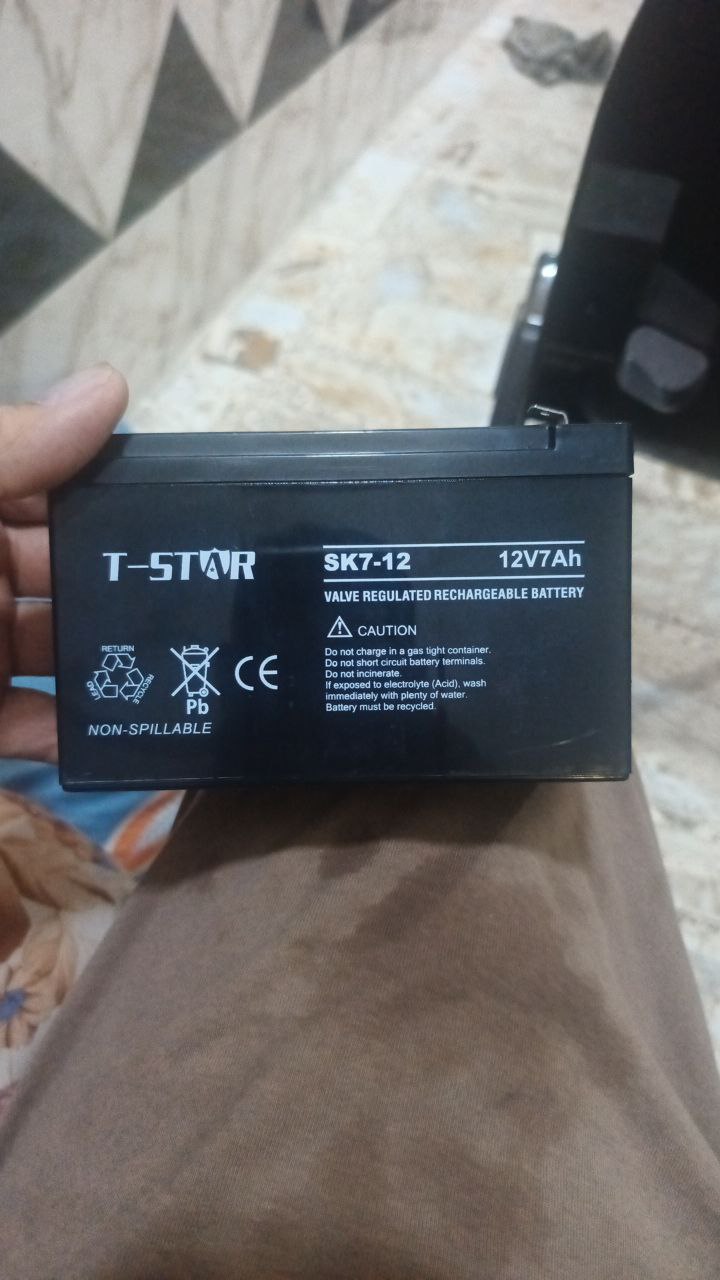 T-STAR
SK7-12 12V7Ah
VALVE REGULATED RECHARGEABLE BATTERY
CAUTION
Do not charge in a gas tight container.
Do not short circuit battery terminals.
Do not incinerate.
If exposed to electrolyte (Acid), wash
immediately with plenty of water.
Battery must be recycled.
RETURN
LEAD
RECYCLE
Pb
CE
NON-SPILLABLE